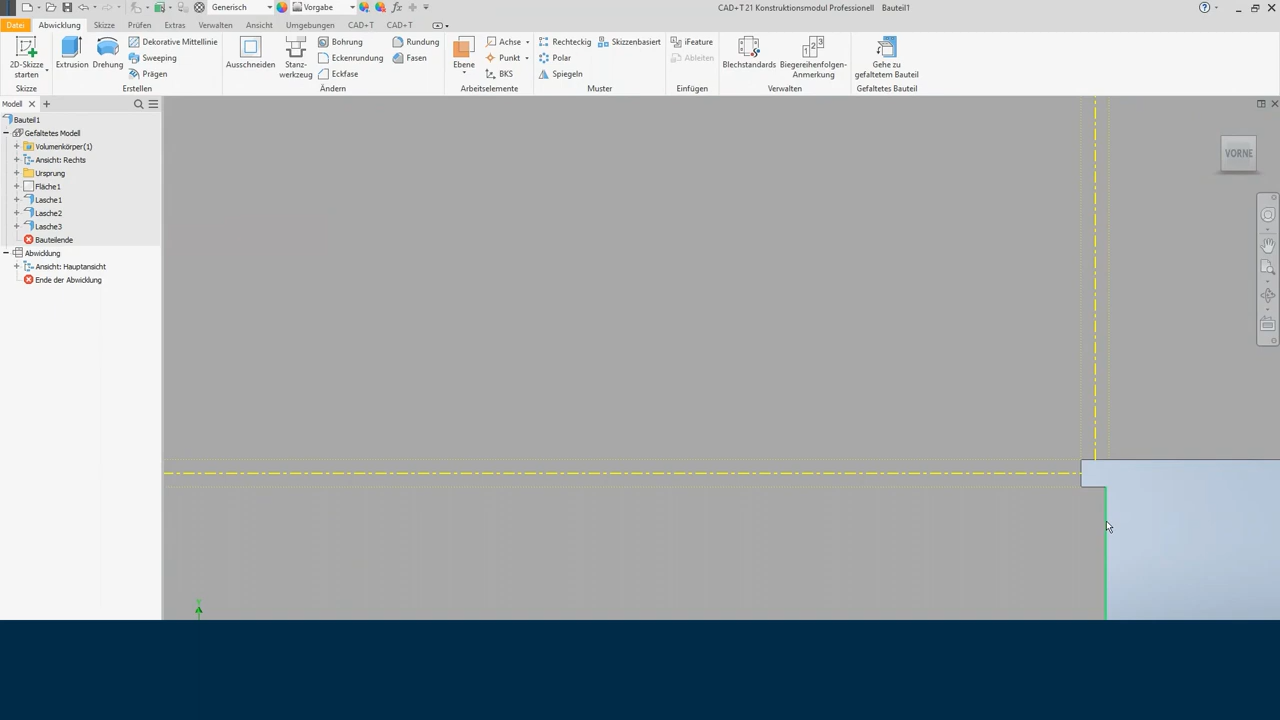 Generisch
Vorgabe
CAD+T 21 Konstruktionsmodul Professionell Bauteil1
Datei Abwicklung Skizze Prüfen Extras Verwalten Ansicht Umgebungen CAD+T CAD+T
2D-Skizze starten
Skizze
Extrusion
Drehung
Dekorative Mittellinie
Sweeping
Prägen
Erstellen
Ausschneiden
Stanz-
werkzeug
Bohrung
Eckenrundung
Eckfase
Rundung
Fasen
Ändern
Ebene
Achse
Punkt
BKS
Arbeitselemente
Rechteckig
Polar
Spiegeln
Skizzenbasiert
Muster
iFeature
Ableiten
Einfügen
Blechstandards
Biegereihenfolgen-
Anmerkung
Verwalten
Gehe zu
gefaltetem Bauteil
Gefaltetes Bauteil
Modell
Bauteil1
Gefaltetes Modell
Volumenkörper(1)
Ansicht: Rechts
Ursprung
Fläche1
Lasche1
Lasche2
Lasche3
Bauteilende
Abwicklung
Ansicht: Hauptansicht
Ende der Abwicklung
VORNE